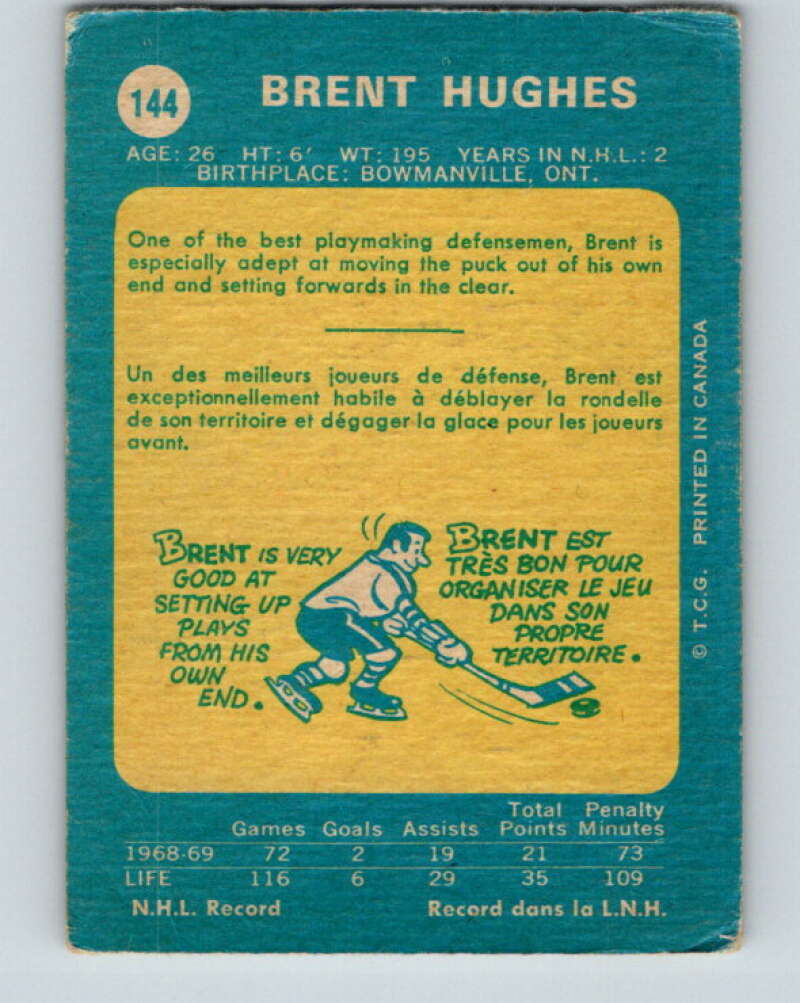 144
BRENT HUGHES
AGE: 26 HT: 6' WT: 195 YEARS IN N.H.L.: 2
BIRTHPLACE: BOWMANVILLE, ONT.
One of the best playmaking defensemen, Brent is
especially adept at moving the puck out of his own
end and setting forwards in the clear.
Un des meilleurs joueurs de défense, Brent est
exceptionnellement habile à déblayer la rondelle
de son territoire et dégager la glace pour les joueurs
avant.
BRENT IS VERY
GOOD AT
SETTING UP
PLAYS
FROM HIS
OWN
END.
BRENT EST
TRÈS BON POUR
ORGANISER LE JEU
DANS SON
PROPRE
TERRITOIRE.
© T.C.G. PRINTED IN CANADA
Total Penalty
Games Goals Assists Points Minutes
1968-69 72 2 19 21 73
LIFE 116 6 29 35 109
N.H.L. Record Record dans la L.N.H.